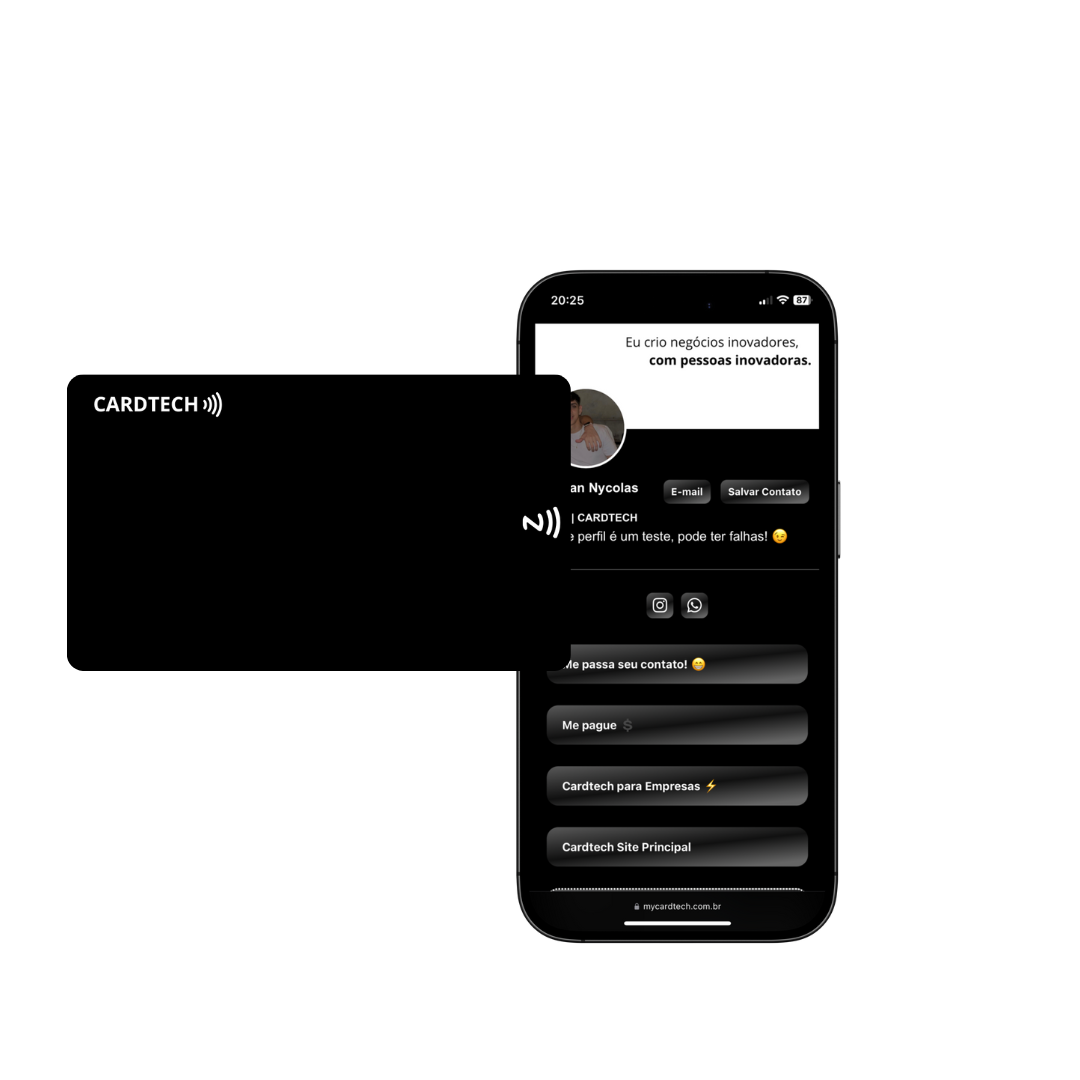 CARDTECH
20:25
87
Eu crio negócios inovadores,
com pessoas inovadoras.
Nycolas
E-mail
Salvar Contato
| CARDTECH
perfil é um teste, pode ter falhas! 😉
Me passa seu contato! 😁
Me pague 💲
Cardtech para Empresas ⚡
Cardtech Site Principal
mycardtech.com.br